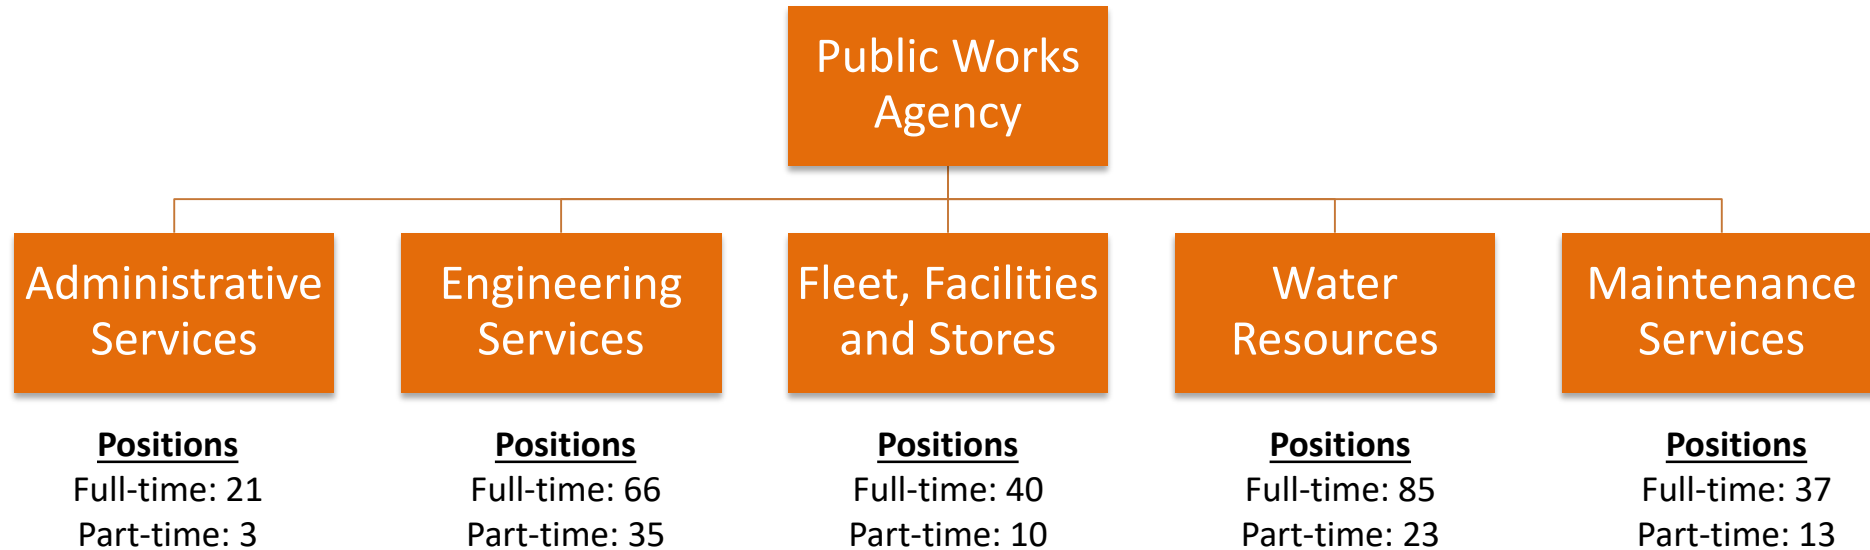 Public Works
Agency
Administrative
Services
Engineering
Services
Fleet, Facilities
and Stores
Water
Resources
Maintenance
Services
Positions
Full-time: 21
Part-time: 3
Positions
Full-time: 66
Part-time: 35
Positions
Full-time: 40
Part-time: 10
Positions
Full-time: 85
Part-time: 23
Positions
Full-time: 37
Part-time: 13